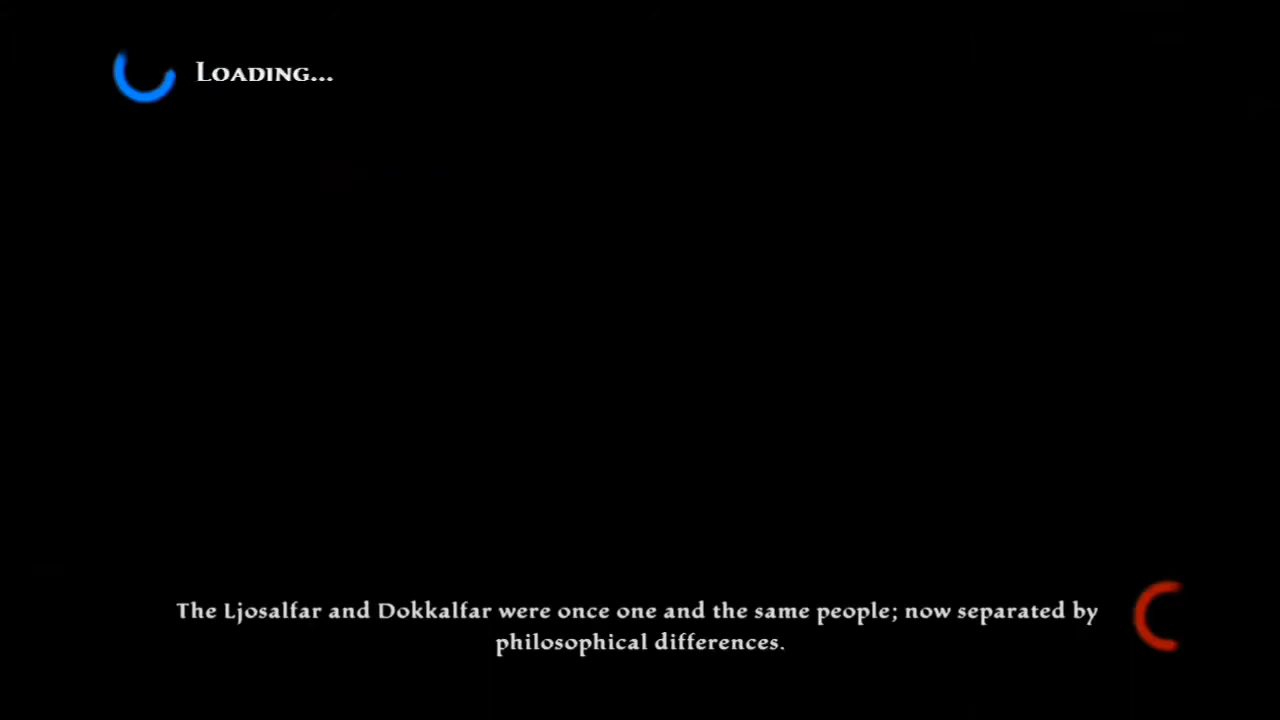 Loading...
The Ljosalfar and Dokkalfar were once one and the same people; now separated by
philosophical differences.